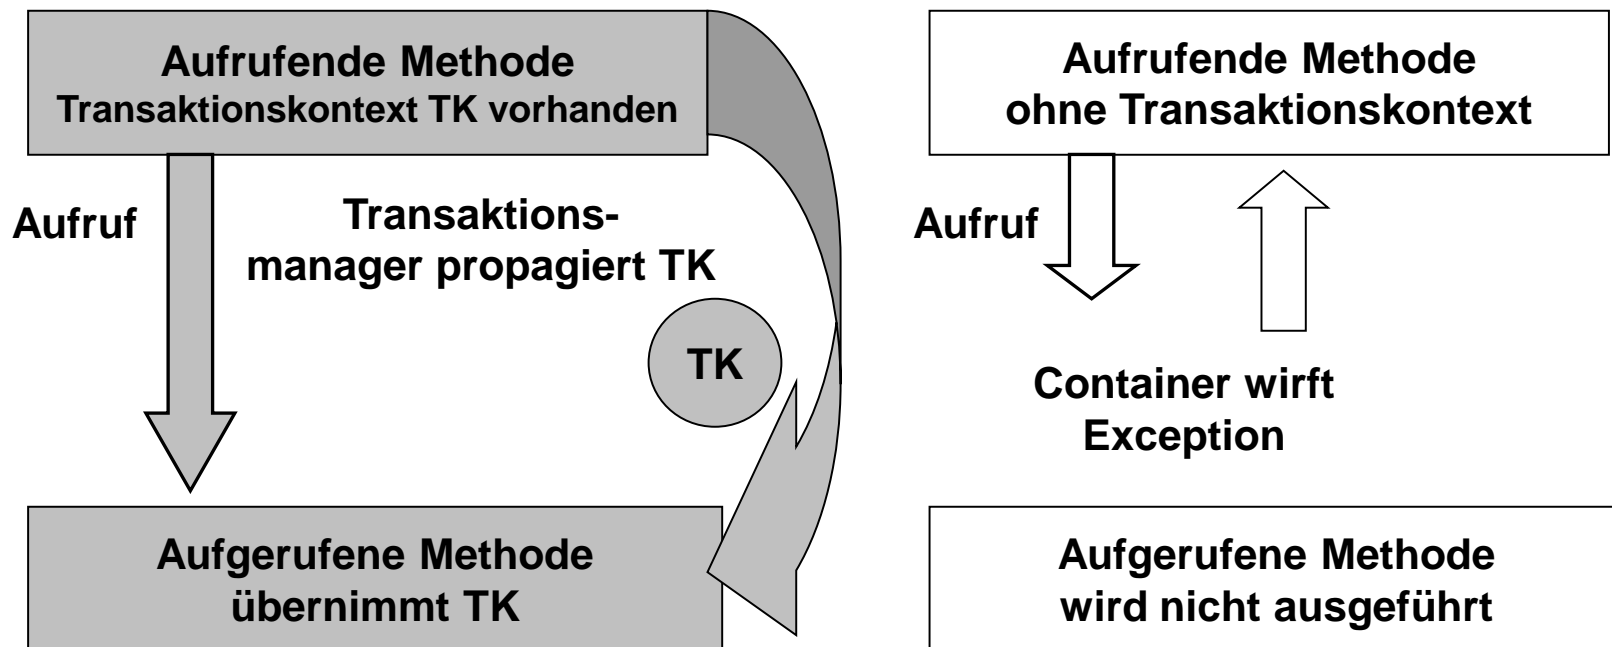 Aufrufende Methode
Transaktionskontext TK vorhanden
Aufruf
Transaktions-
manager propagiert TK
TK
Aufgerufene Methode
übernimmt TK
Aufrufende Methode
ohne Transaktionskontext
Aufruf
Container wirft
Exception
Aufgerufene Methode
wird nicht ausgeführt